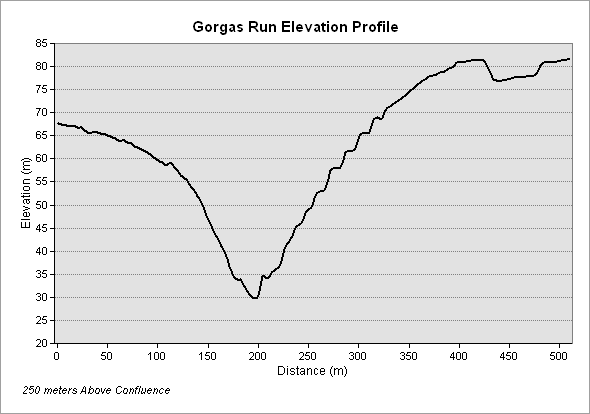 Gorgas Run Elevation Profile
85
80
75
70
65
60
55
50
45
40
35
30
25
20
Elevation (m)
0 50 100 150 200 250 300 350 400 450 500
Distance (m)
250 meters Above Confluence